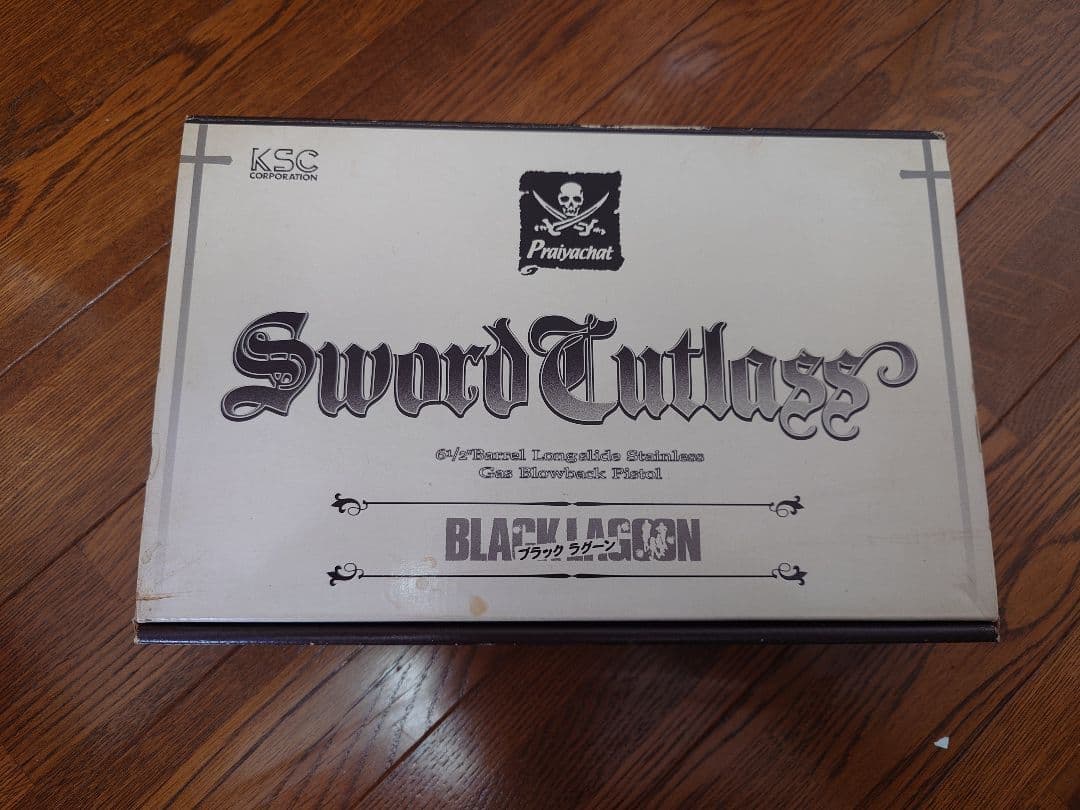 KSC
CORPORATION
Praiyachat
Sword Cutlass
6 1/2" Barrel Longslide Stainless
Gas Blowback Pistol
BLACK LAGOON
ブラック ラグーン